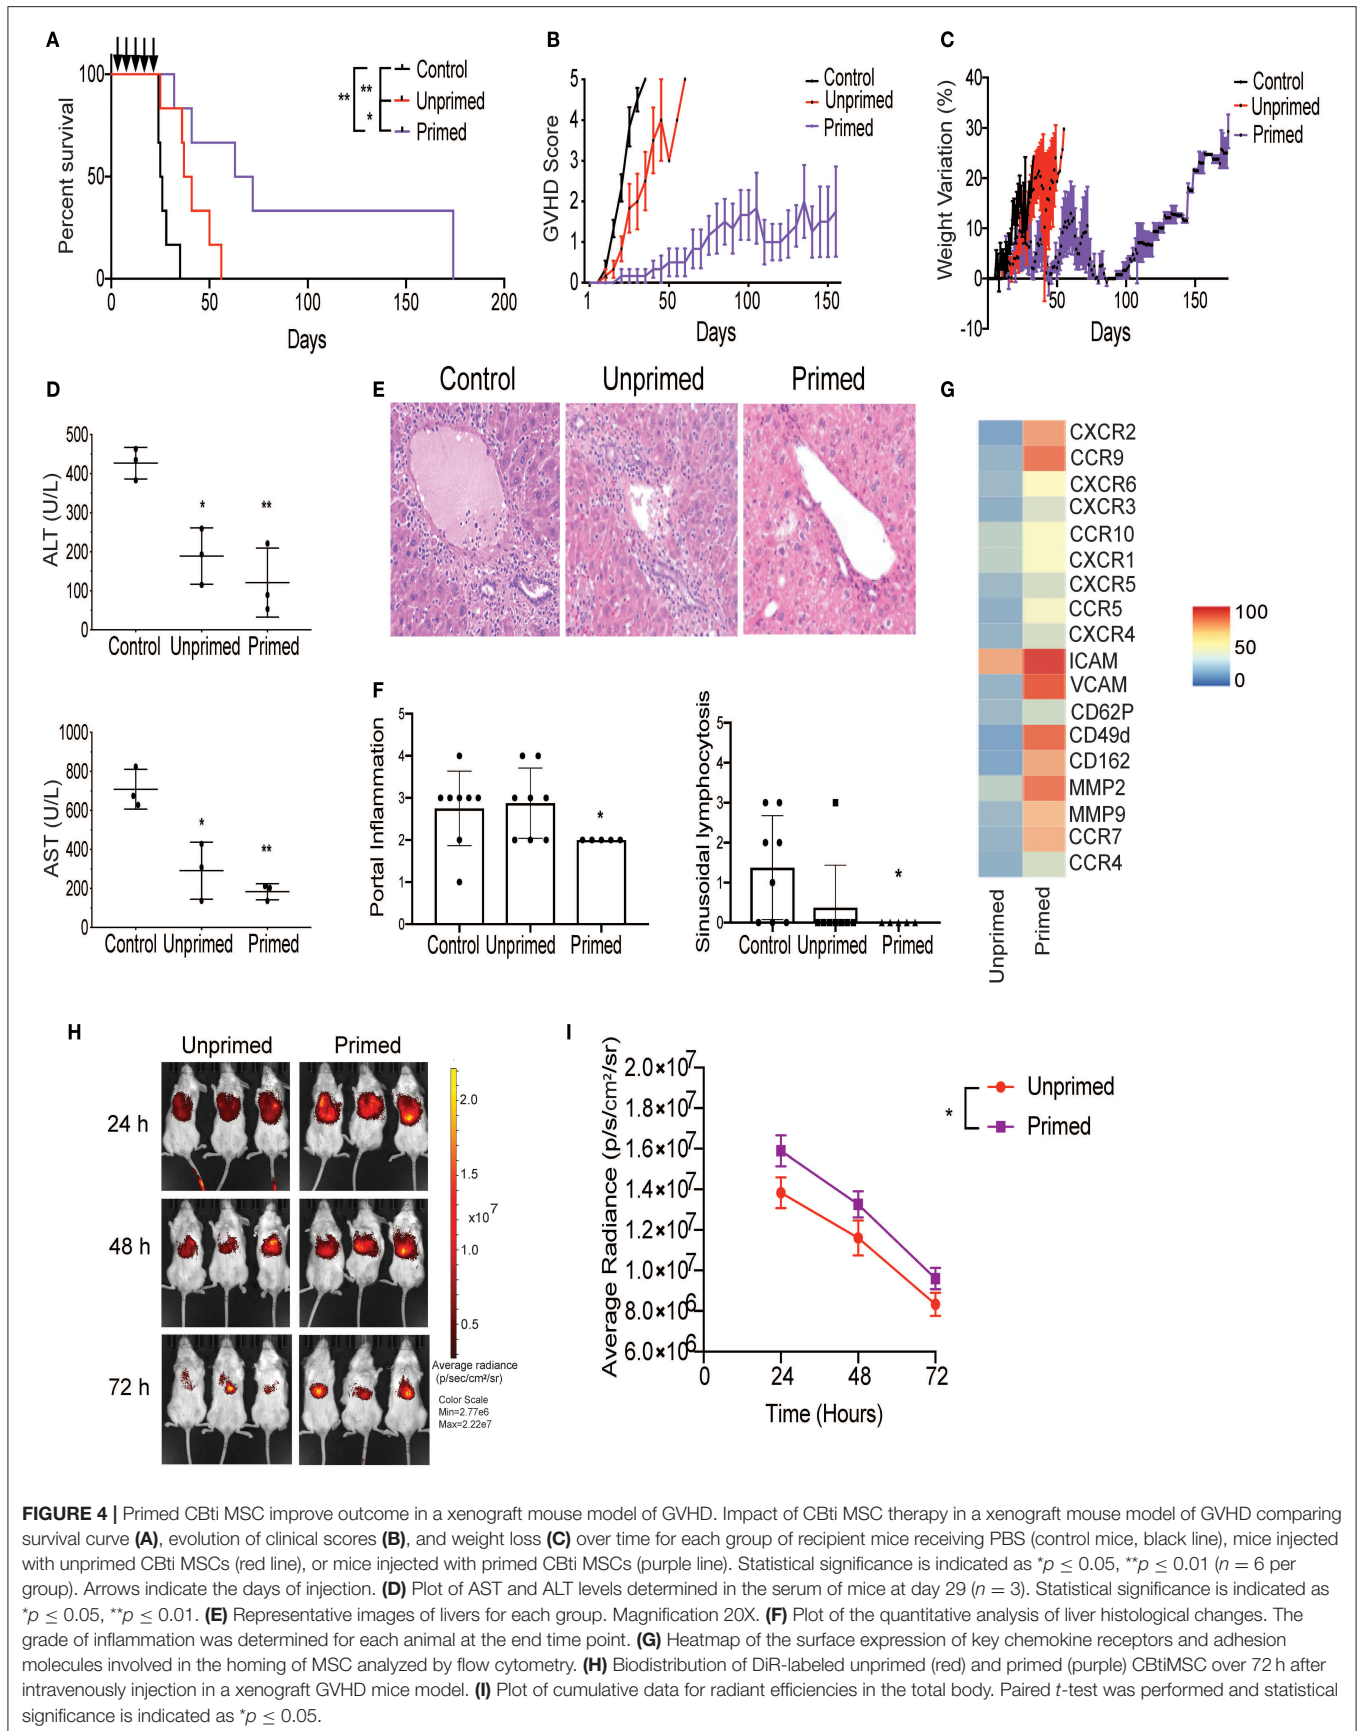 A
100
50
0
Percent survival
0 50 100 150 200
Days
** ** *
Control
Unprimed
Primed
B
5
4
3
2
1
0
GVHD Score
1 50 100 150
Days
Control
Unprimed
Primed
C
40
30
20
10
0
-10
Weight Variation (%)
50 100 150
Days
Control
Unprimed
Primed
D
500
400
300
200
100
0
ALT (U/L)
* **
Control Unprimed Primed
1000
800
600
400
200
0
AST (U/L)
* **
Control Unprimed Primed
E
Control Unprimed Primed
F
5
4
3
2
1
0
Portal Inflammation
*
Control Unprimed Primed
5
4
3
2
1
0
Sinusoidal lymphocytosis
*
Control Unprimed Primed
G
CXCR2
CCR9
CXCR6
CXCR3
CCR10
CXCR1
CXCR5
CCR5
CXCR4
ICAM
VCAM
CD62P
CD49d
CD162
MMP2
MMP9
CCR7
CCR4
Unprimed
Primed
100
50
0
H
Unprimed Primed
24 h
48 h
72 h
2.0
1.5
x10⁷
1.0
0.5
Average radiance
(p/sec/cm²/sr)
Color Scale
Min=2.77e6
Max=2.22e7
I
2.0×10⁷
1.8×10⁷
1.6×10⁷
1.4×10⁷
1.2×10⁷
1.0×10⁷
8.0×10⁶
6.0×10⁶
Average Radiance (p/s/cm²/sr)
0 24 48 72
Time (Hours)
*
Unprimed
Primed
FIGURE 4 | Primed CBti MSC improve outcome in a xenograft mouse model of GVHD. Impact of CBti MSC therapy in a xenograft mouse model of GVHD comparing
survival curve (A), evolution of clinical scores (B), and weight loss (C) over time for each group of recipient mice receiving PBS (control mice, black line), mice injected
with unprimed CBti MSCs (red line), or mice injected with primed CBti MSCs (purple line). Statistical significance is indicated as *p ≤ 0.05, **p ≤ 0.01 (n = 6 per
group). Arrows indicate the days of injection. (D) Plot of AST and ALT levels determined in the serum of mice at day 29 (n = 3). Statistical significance is indicated as
*p ≤ 0.05, **p ≤ 0.01. (E) Representative images of livers for each group. Magnification 20X. (F) Plot of the quantitative analysis of liver histological changes. The
grade of inflammation was determined for each animal at the end time point. (G) Heatmap of the surface expression of key chemokine receptors and adhesion
molecules involved in the homing of MSC analyzed by flow cytometry. (H) Biodistribution of DiR-labeled unprimed (red) and primed (purple) CBtiMSC over 72 h after
intravenously injection in a xenograft GVHD mice model. (I) Plot of cumulative data for radiant efficiencies in the total body. Paired t-test was performed and statistical
significance is indicated as *p ≤ 0.05.